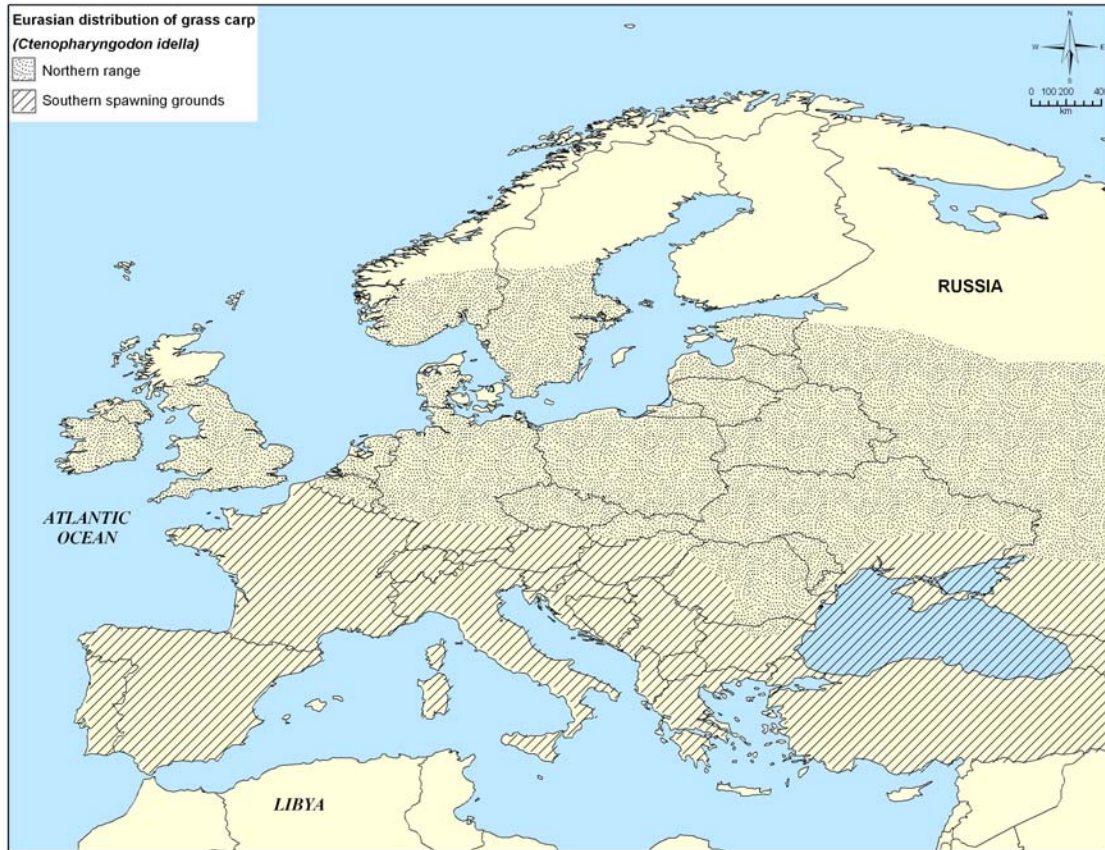 Eurasian distribution of grass carp
(Ctenopharyngodon idella)
Northern range
Southern spawning grounds
N
W E
S
0 100 200 400
km
RUSSIA
ATLANTIC
OCEAN
LIBYA